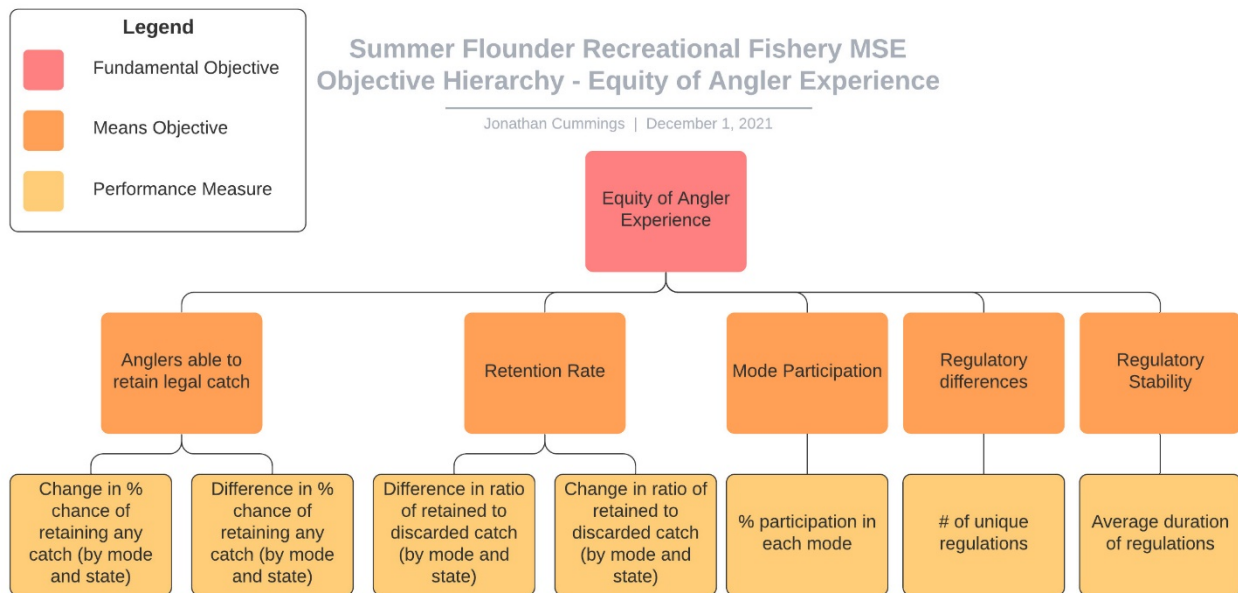 Legend
Fundamental Objective
Means Objective
Performance Measure
Summer Flounder Recreational Fishery MSE
Objective Hierarchy - Equity of Angler Experience
Jonathan Cummings | December 1, 2021
Equity of Angler
Experience
Anglers able to
retain legal catch
Retention Rate
Mode Participation
Regulatory
differences
Regulatory
Stability
Change in %
chance of
retaining any
catch (by mode
and state)
Difference in %
chance of
retaining any
catch (by mode
and state)
Difference in ratio
of retained to
discarded catch
(by mode and
state)
Change in ratio of
retained to
discarded catch
(by mode and
state)
% participation in
each mode
# of unique
regulations
Average duration
of regulations